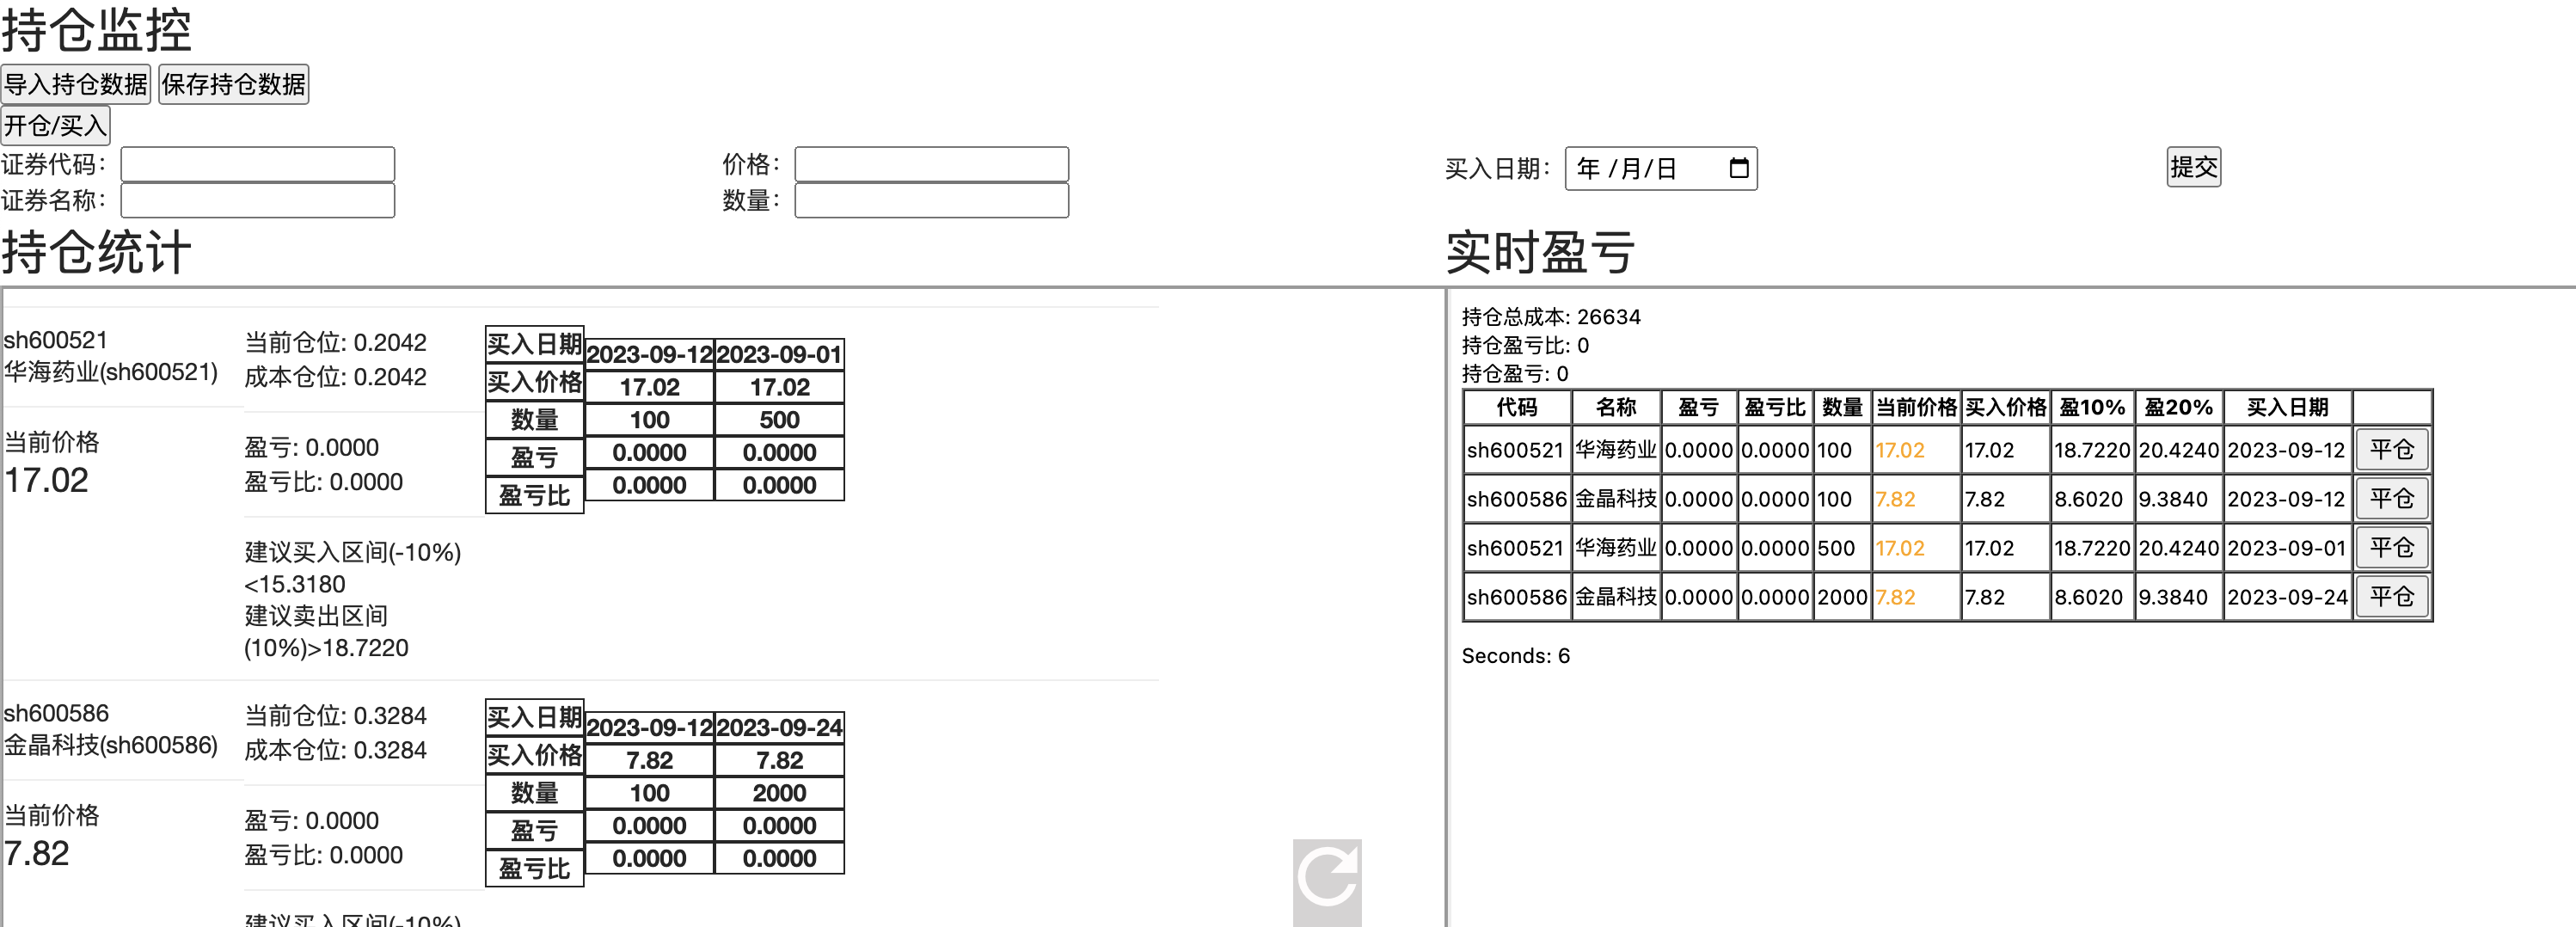 持仓监控
导入持仓数据 保存持仓数据
开仓/买入
证券代码： 价格： 买入日期： 年 /月/日 提交
证券名称： 数量：
持仓统计
sh600521
华海药业(sh600521)
当前价格
17.02
当前仓位: 0.2042
成本仓位: 0.2042
盈亏: 0.0000
盈亏比: 0.0000
建议买入区间(-10%)
<15.3180
建议卖出区间
(10%)>18.7220
买入日期 2023-09-12 2023-09-01
买入价格 17.02 17.02
数量 100 500
盈亏 0.0000 0.0000
盈亏比 0.0000 0.0000
sh600586
金晶科技(sh600586)
当前价格
7.82
当前仓位: 0.3284
成本仓位: 0.3284
盈亏: 0.0000
盈亏比: 0.0000
建议买入区间(-10%)
买入日期 2023-09-12 2023-09-24
买入价格 7.82 7.82
数量 100 2000
盈亏 0.0000 0.0000
盈亏比 0.0000 0.0000
实时盈亏
持仓总成本: 26634
持仓盈亏比: 0
持仓盈亏: 0
代码 名称 盈亏 盈亏比 数量 当前价格 买入价格 盈10% 盈20% 买入日期
sh600521 华海药业 0.0000 0.0000 100 17.02 17.02 18.7220 20.4240 2023-09-12 平仓
sh600586 金晶科技 0.0000 0.0000 100 7.82 7.82 8.6020 9.3840 2023-09-12 平仓
sh600521 华海药业 0.0000 0.0000 500 17.02 17.02 18.7220 20.4240 2023-09-01 平仓
sh600586 金晶科技 0.0000 0.0000 2000 7.82 7.82 8.6020 9.3840 2023-09-24 平仓
Seconds: 6